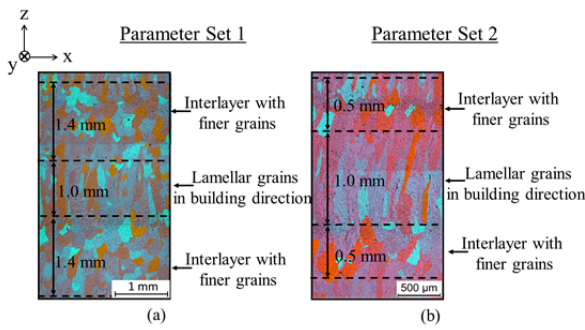 Parameter Set 1
Parameter Set 2
z
y
x
1.4 mm
1.0 mm
1.4 mm
1 mm
Interlayer with
finer grains
Lamellar grains
in building direction
Interlayer with
finer grains
0.5 mm
1.0 mm
0.5 mm
500 µm
Interlayer with
finer grains
Lamellar grains
in building direction
Interlayer with
finer grains
(a)
(b)